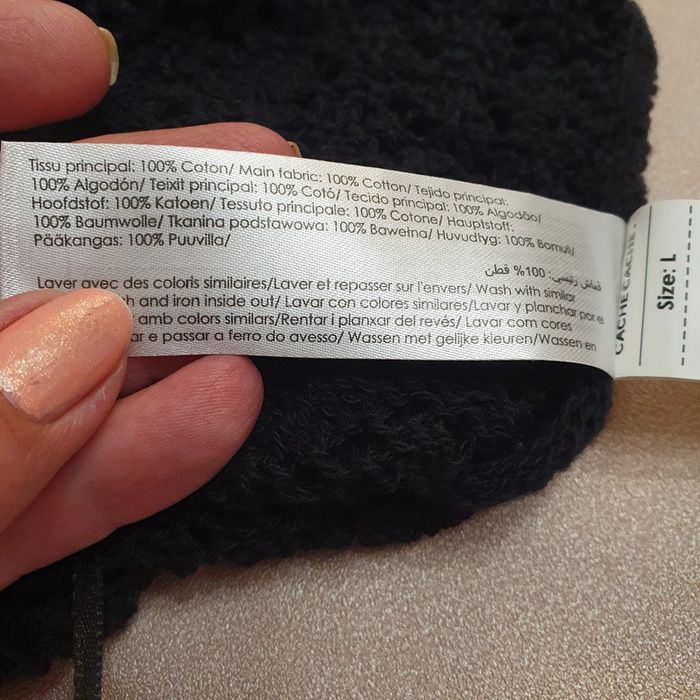 Tissu principal: 100% Coton/ Main fabric: 100% Cotton/ Tejido principal:
100% Algodón/ Teixit principal: 100% Cotó/ Tecido principal: 100% Algodão/
Hoofdstof: 100% Katoen/ Tessuto principale: 100% Cotone/ Hauptstoff:
100% Baumwolle/ Tkanina podstawowa: 100% Bawełna/ Huvudtyg: 100% Bomull/
Pääkangas: 100% Puuvilla/
قماش رئيسي: 100% قطن
Laver avec des coloris similaires/Laver et repasser sur l'envers/ Wash with similar
and iron inside out/ Lavar con colores similares/Lavar y planchar por el
amb colors similars/Rentar i planxar del revés/ Lavar com cores
e passar a ferro do avesso/ Wassen met gelijke kleuren/Wassen en
CACHE CACHE -
Size: L